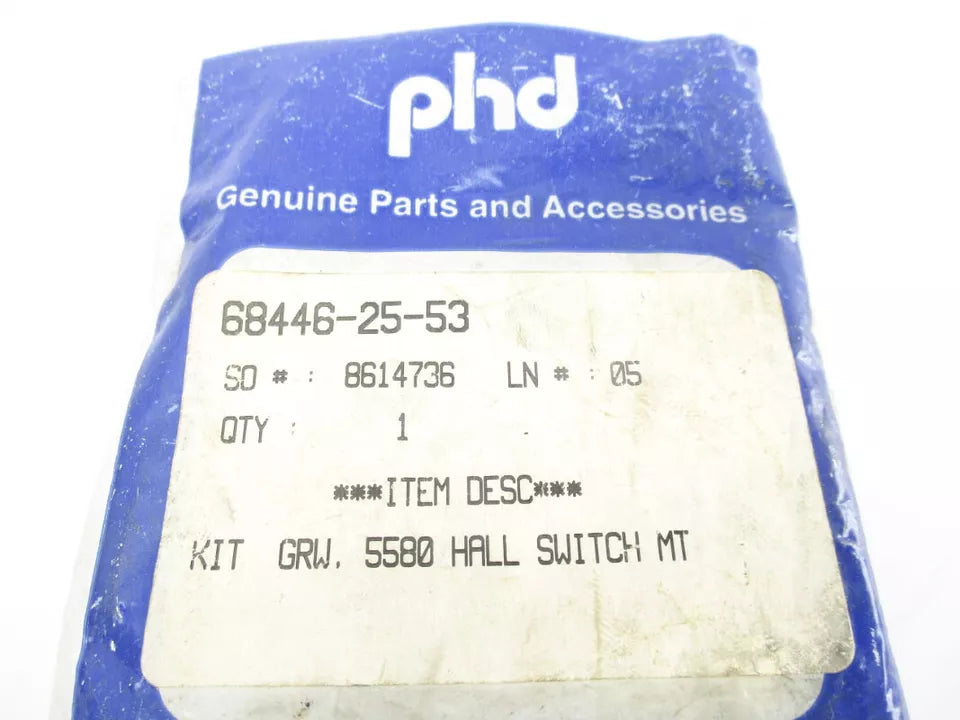 phd
Genuine Parts and Accessories
68446-25-53
SO # : 8614736 LN # : 05
QTY : 1
***ITEM DESC***
KIT GRW. 5580 HALL SWITCH MT